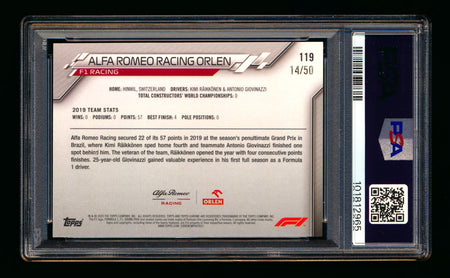 ALFA ROMEO RACING ORLEN
F1 RACING
119
14/50
HOME: HINWIL, SWITZERLAND DRIVERS: KIMI RÄIKKÖNEN & ANTONIO GIOVINAZZI
TOTAL CONSTRUCTORS' WORLD CHAMPIONSHIPS: 0
2019 TEAM STATS
WINS: 0 PODIUMS: 0 POINTS: 57 BEST FINISH: 4 POLE POSITIONS: 0
Alfa Romeo Racing secured 22 of its 57 points in 2019 at the season's penultimate Grand Prix in
Brazil, where Kimi Räikkönen sped home fourth and teammate Antonio Giovinazzi finished
one spot behind him. The veteran of the team, Räikkönen opened the year with four consecutive points
finishes. 25-year-old Giovinazzi gained valuable experience in his first full season as a Formula
1 driver.
Alfa Romeo
RACING
ORLEN
TOPPS
F1
PSA
101812965